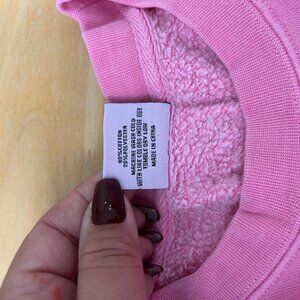 80%COTTON
20%POLYESTER
MACHINE WASH COLD
WITH LIKE COLORS INSIDE OUT
TUMBLE DRY LOW
MADE IN CHINA